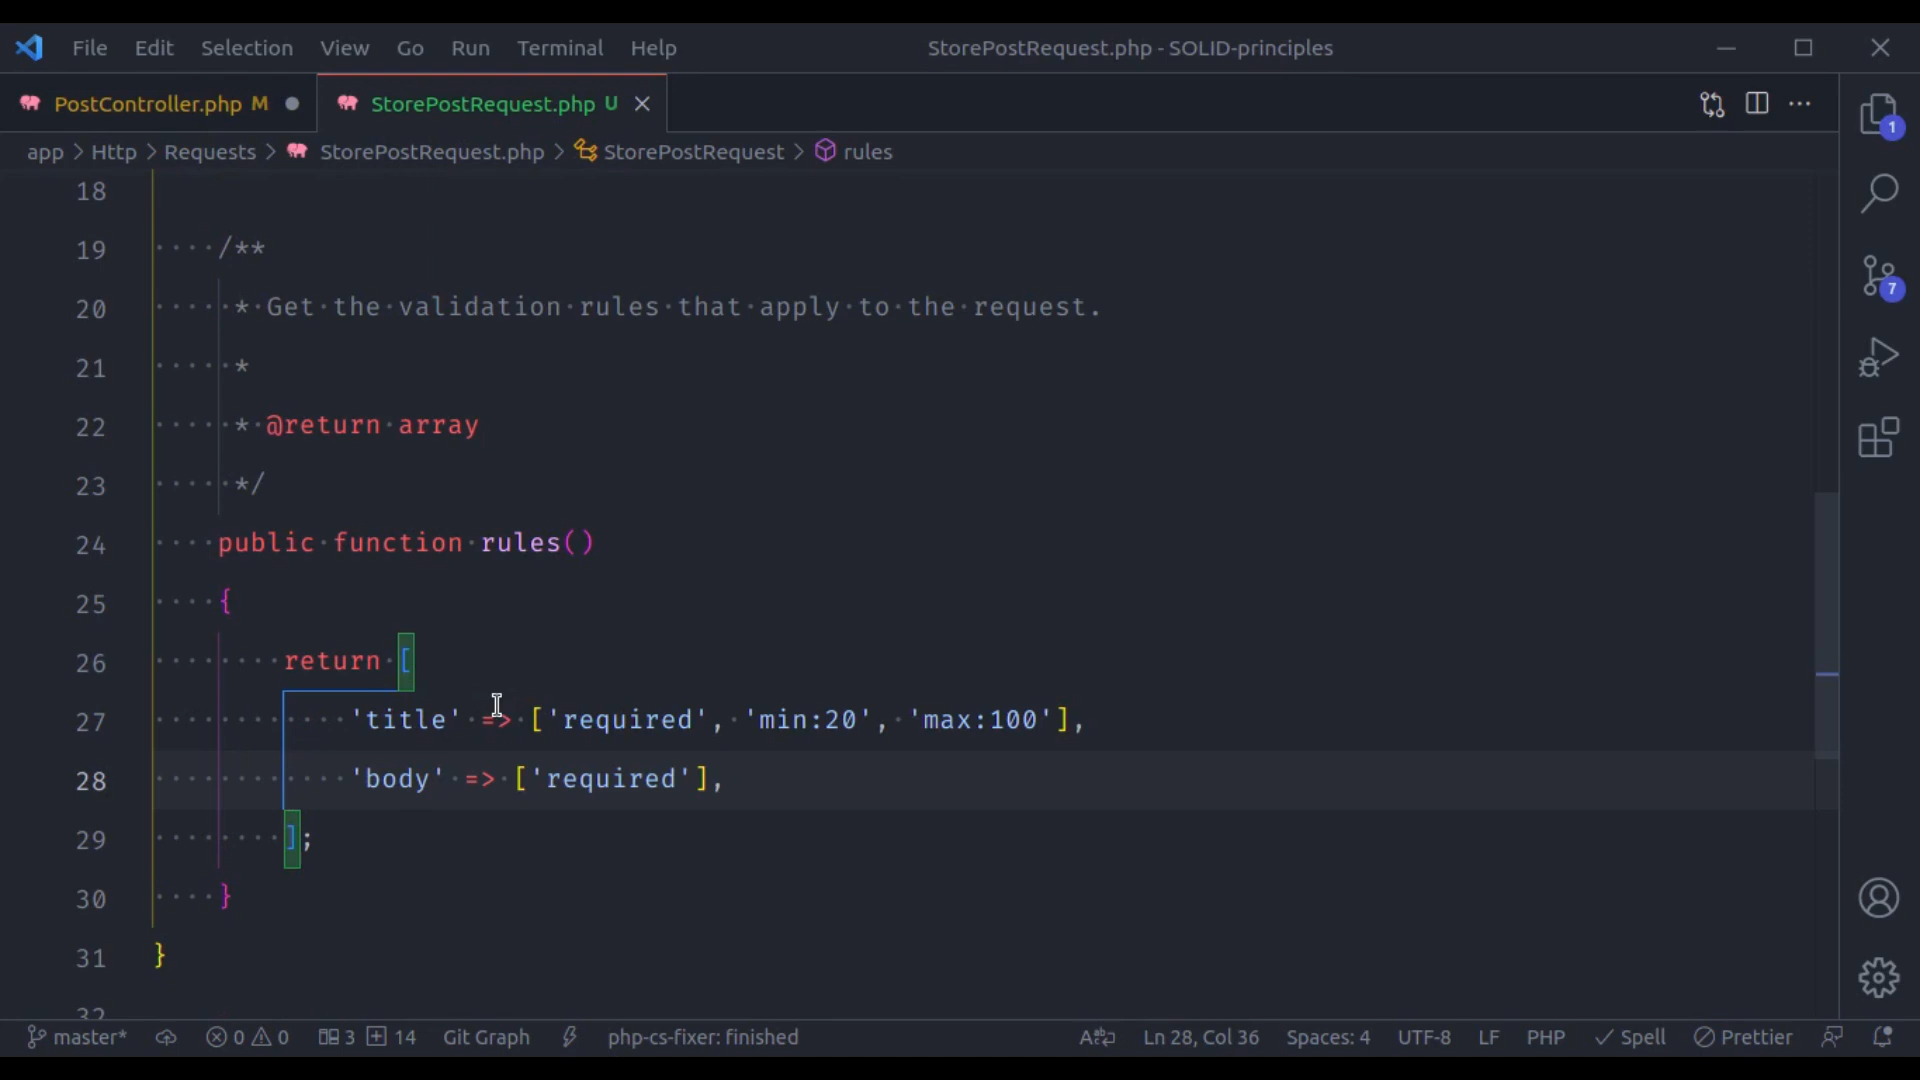 File Edit Selection View Go Run Terminal Help StorePostRequest.php - SOLID-principles
PostController.php M StorePostRequest.php U
app > Http > Requests > StorePostRequest.php > StorePostRequest > rules
1
7
18
19 /**
20 * Get the validation rules that apply to the request.
21 *
22 * @return array
23 */
24 public function rules()
25 {
26 return [
27 'title' => ['required', 'min:20', 'max:100'],
28 'body' => ['required'],
29 ];
30 }
31 }
32
master* 0 0 3 14 Git Graph php-cs-fixer: finished Ln 28, Col 36 Spaces: 4 UTF-8 LF PHP Spell Prettier